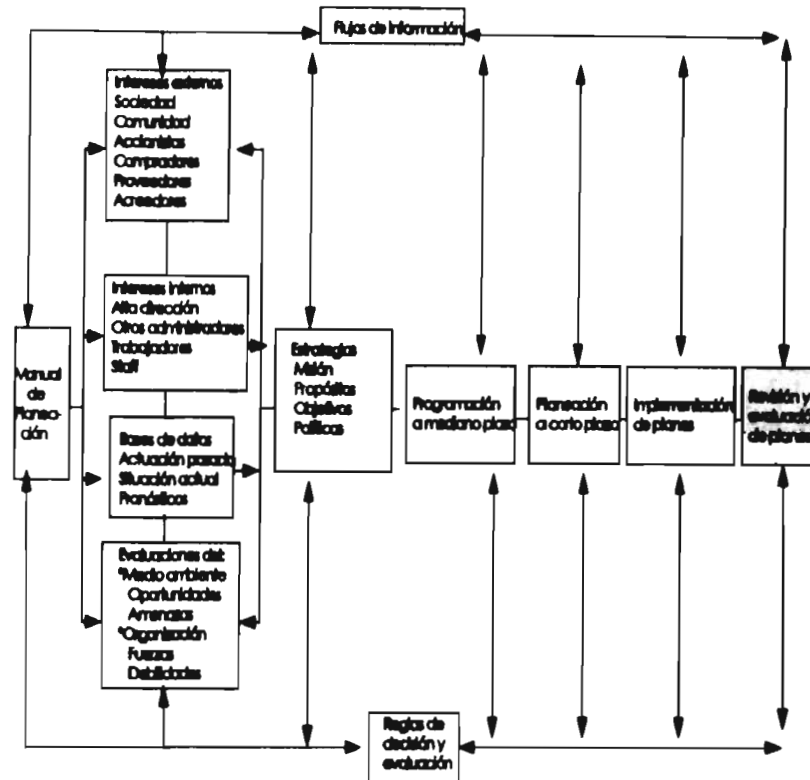 Flujos de información
Intereses externos
Sociedad
Comunidad
Accionistas
Compradores
Proveedores
Acreedores
Intereses internos
Alta dirección
Otros administradores
Trabajadores
Staff
Manual
de
Planea-
ción
Bases de datos
Actuación pasada
Situación actual
Pronósticos
Evaluaciones del:
*Medio ambiente
Oportunidades
Amenazas
*Organización
Fuerzas
Debilidades
Estrategias
Misión
Propósitos
Objetivos
Políticas
Programación
a mediano plazo
Planeación
a corto plazo
Implementación
de planes
Revisión y
evaluación
de planes
Reglas de
decisión y
evaluación